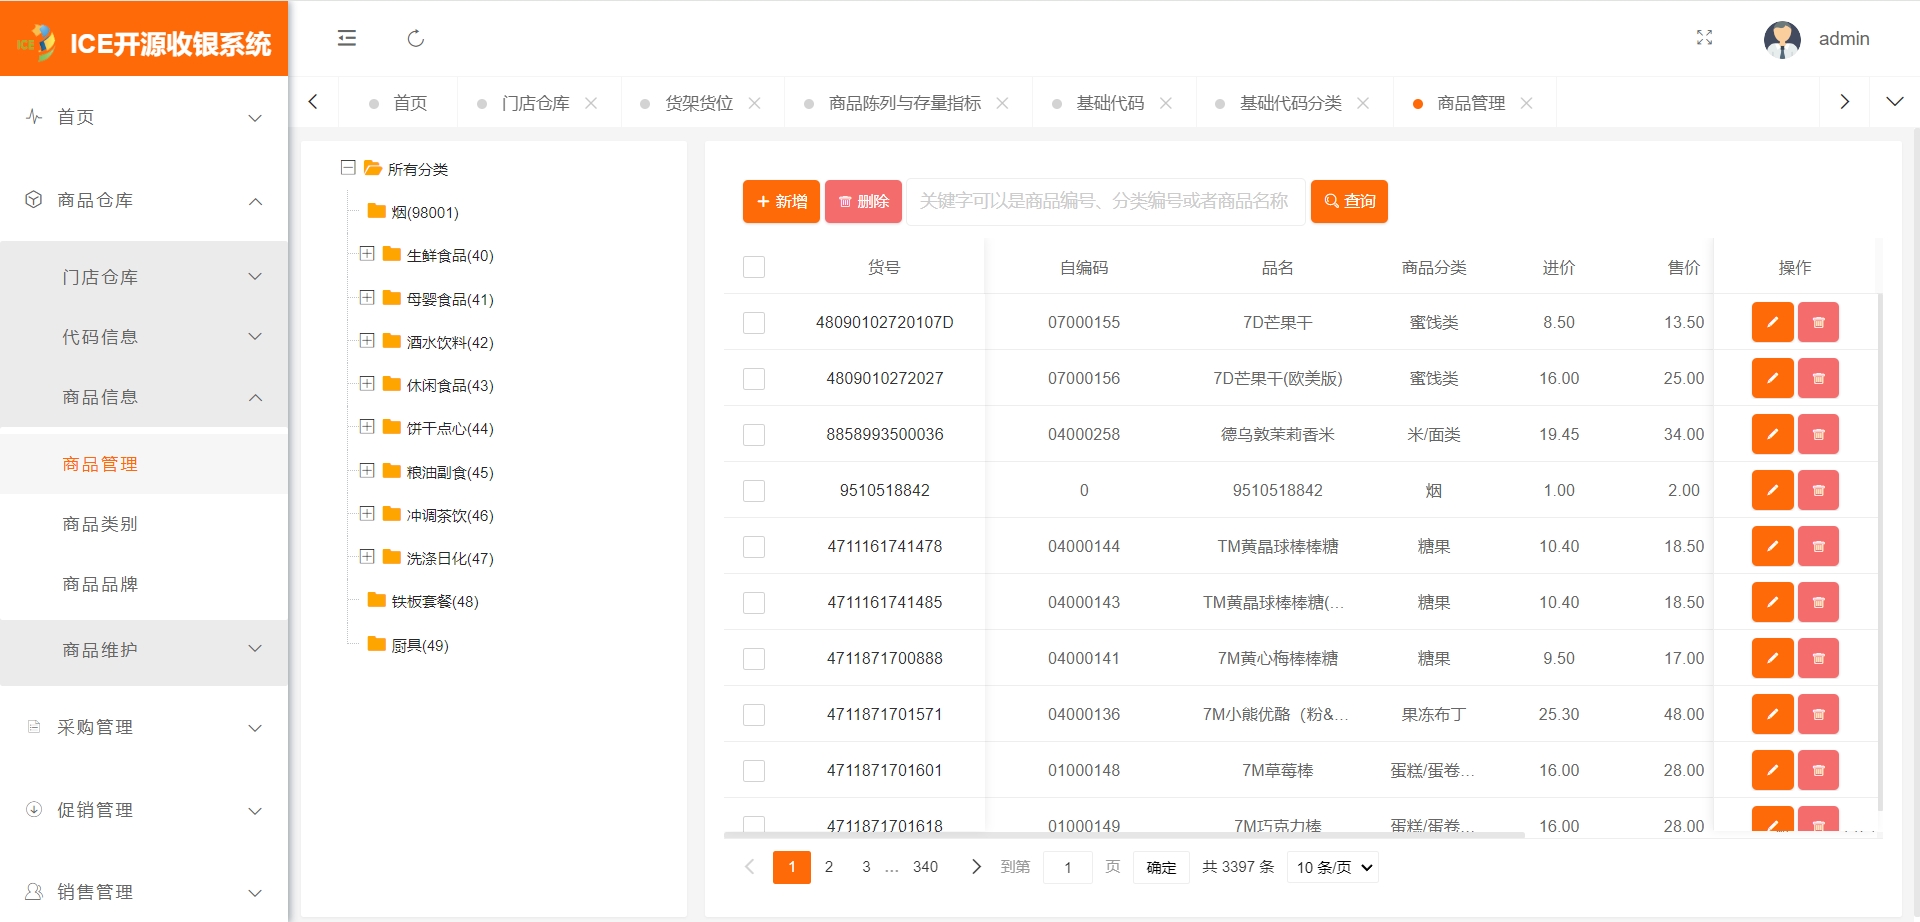 ICE ICE开源收银系统
admin
首页
商品仓库
门店仓库
代码信息
商品信息
商品管理
商品类别
商品品牌
商品维护
采购管理
促销管理
销售管理
首页 门店仓库 货架货位 商品陈列与存量指标 基础代码 基础代码分类 商品管理
所有分类
烟(98001)
生鲜食品(40)
母婴食品(41)
酒水饮料(42)
休闲食品(43)
饼干点心(44)
粮油副食(45)
冲调茶饮(46)
洗涤日化(47)
铁板套餐(48)
厨具(49)
新增 删除 关键字可以是商品编号、分类编号或者商品名称 查询
货号 自编码 品名 商品分类 进价 售价 操作
48090102720107D 07000155 7D芒果干 蜜饯类 8.50 13.50
4809010272027 07000156 7D芒果干(欧美版) 蜜饯类 16.00 25.00
8858993500036 04000258 德乌敦茉莉香米 米/面类 19.45 34.00
9510518842 0 9510518842 烟 1.00 2.00
4711161741478 04000144 TM黄晶球棒棒糖 糖果 10.40 18.50
4711161741485 04000143 TM黄晶球棒棒糖(... 糖果 10.40 18.50
4711871700888 04000141 7M黄心梅棒棒糖 糖果 9.50 17.00
4711871701571 04000136 7M小熊优酪（粉&... 果冻布丁 25.30 48.00
4711871701601 01000148 7M草莓棒 蛋糕/蛋卷... 16.00 28.00
4711871701618 01000149 7M巧克力棒 蛋糕/蛋卷... 16.00 28.00
1 2 3 ... 340 到第 1 页 确定 共 3397 条 10 条/页